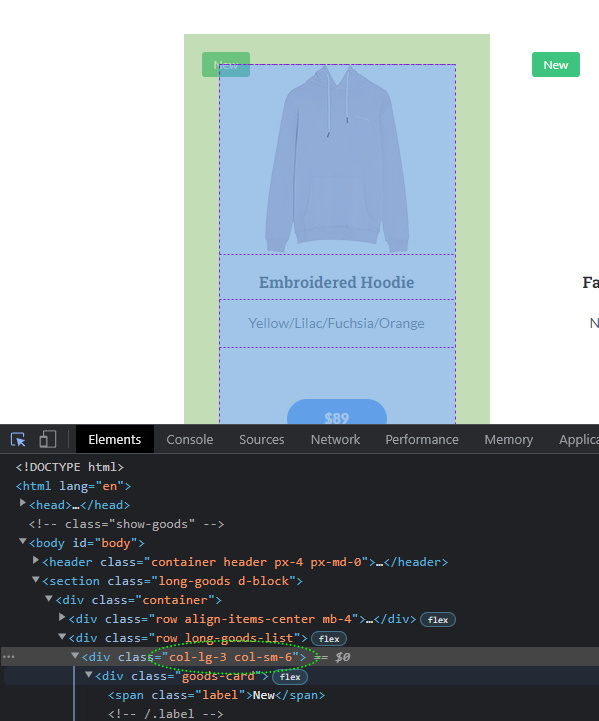 New
New
Embroidered Hoodie
Fa
Yellow/Lilac/Fuchsia/Orange
N
$89
Elements Console Sources Network Performance Memory Applica
<!DOCTYPE html>
<html lang="en">
<head>…</head>
<!-- class="show-goods" -->
<body id="body">
<header class="container header px-4 px-md-0">…</header>
<section class="long-goods d-block">
<div class="container">
<div class="row align-items-center mb-4">…</div> flex
<div class="row long-goods-list"> flex
<div class="col-lg-3 col-sm-6"> == $0
<div class="goods-card"> flex
<span class="label">New</span>
<!-- /.label -->